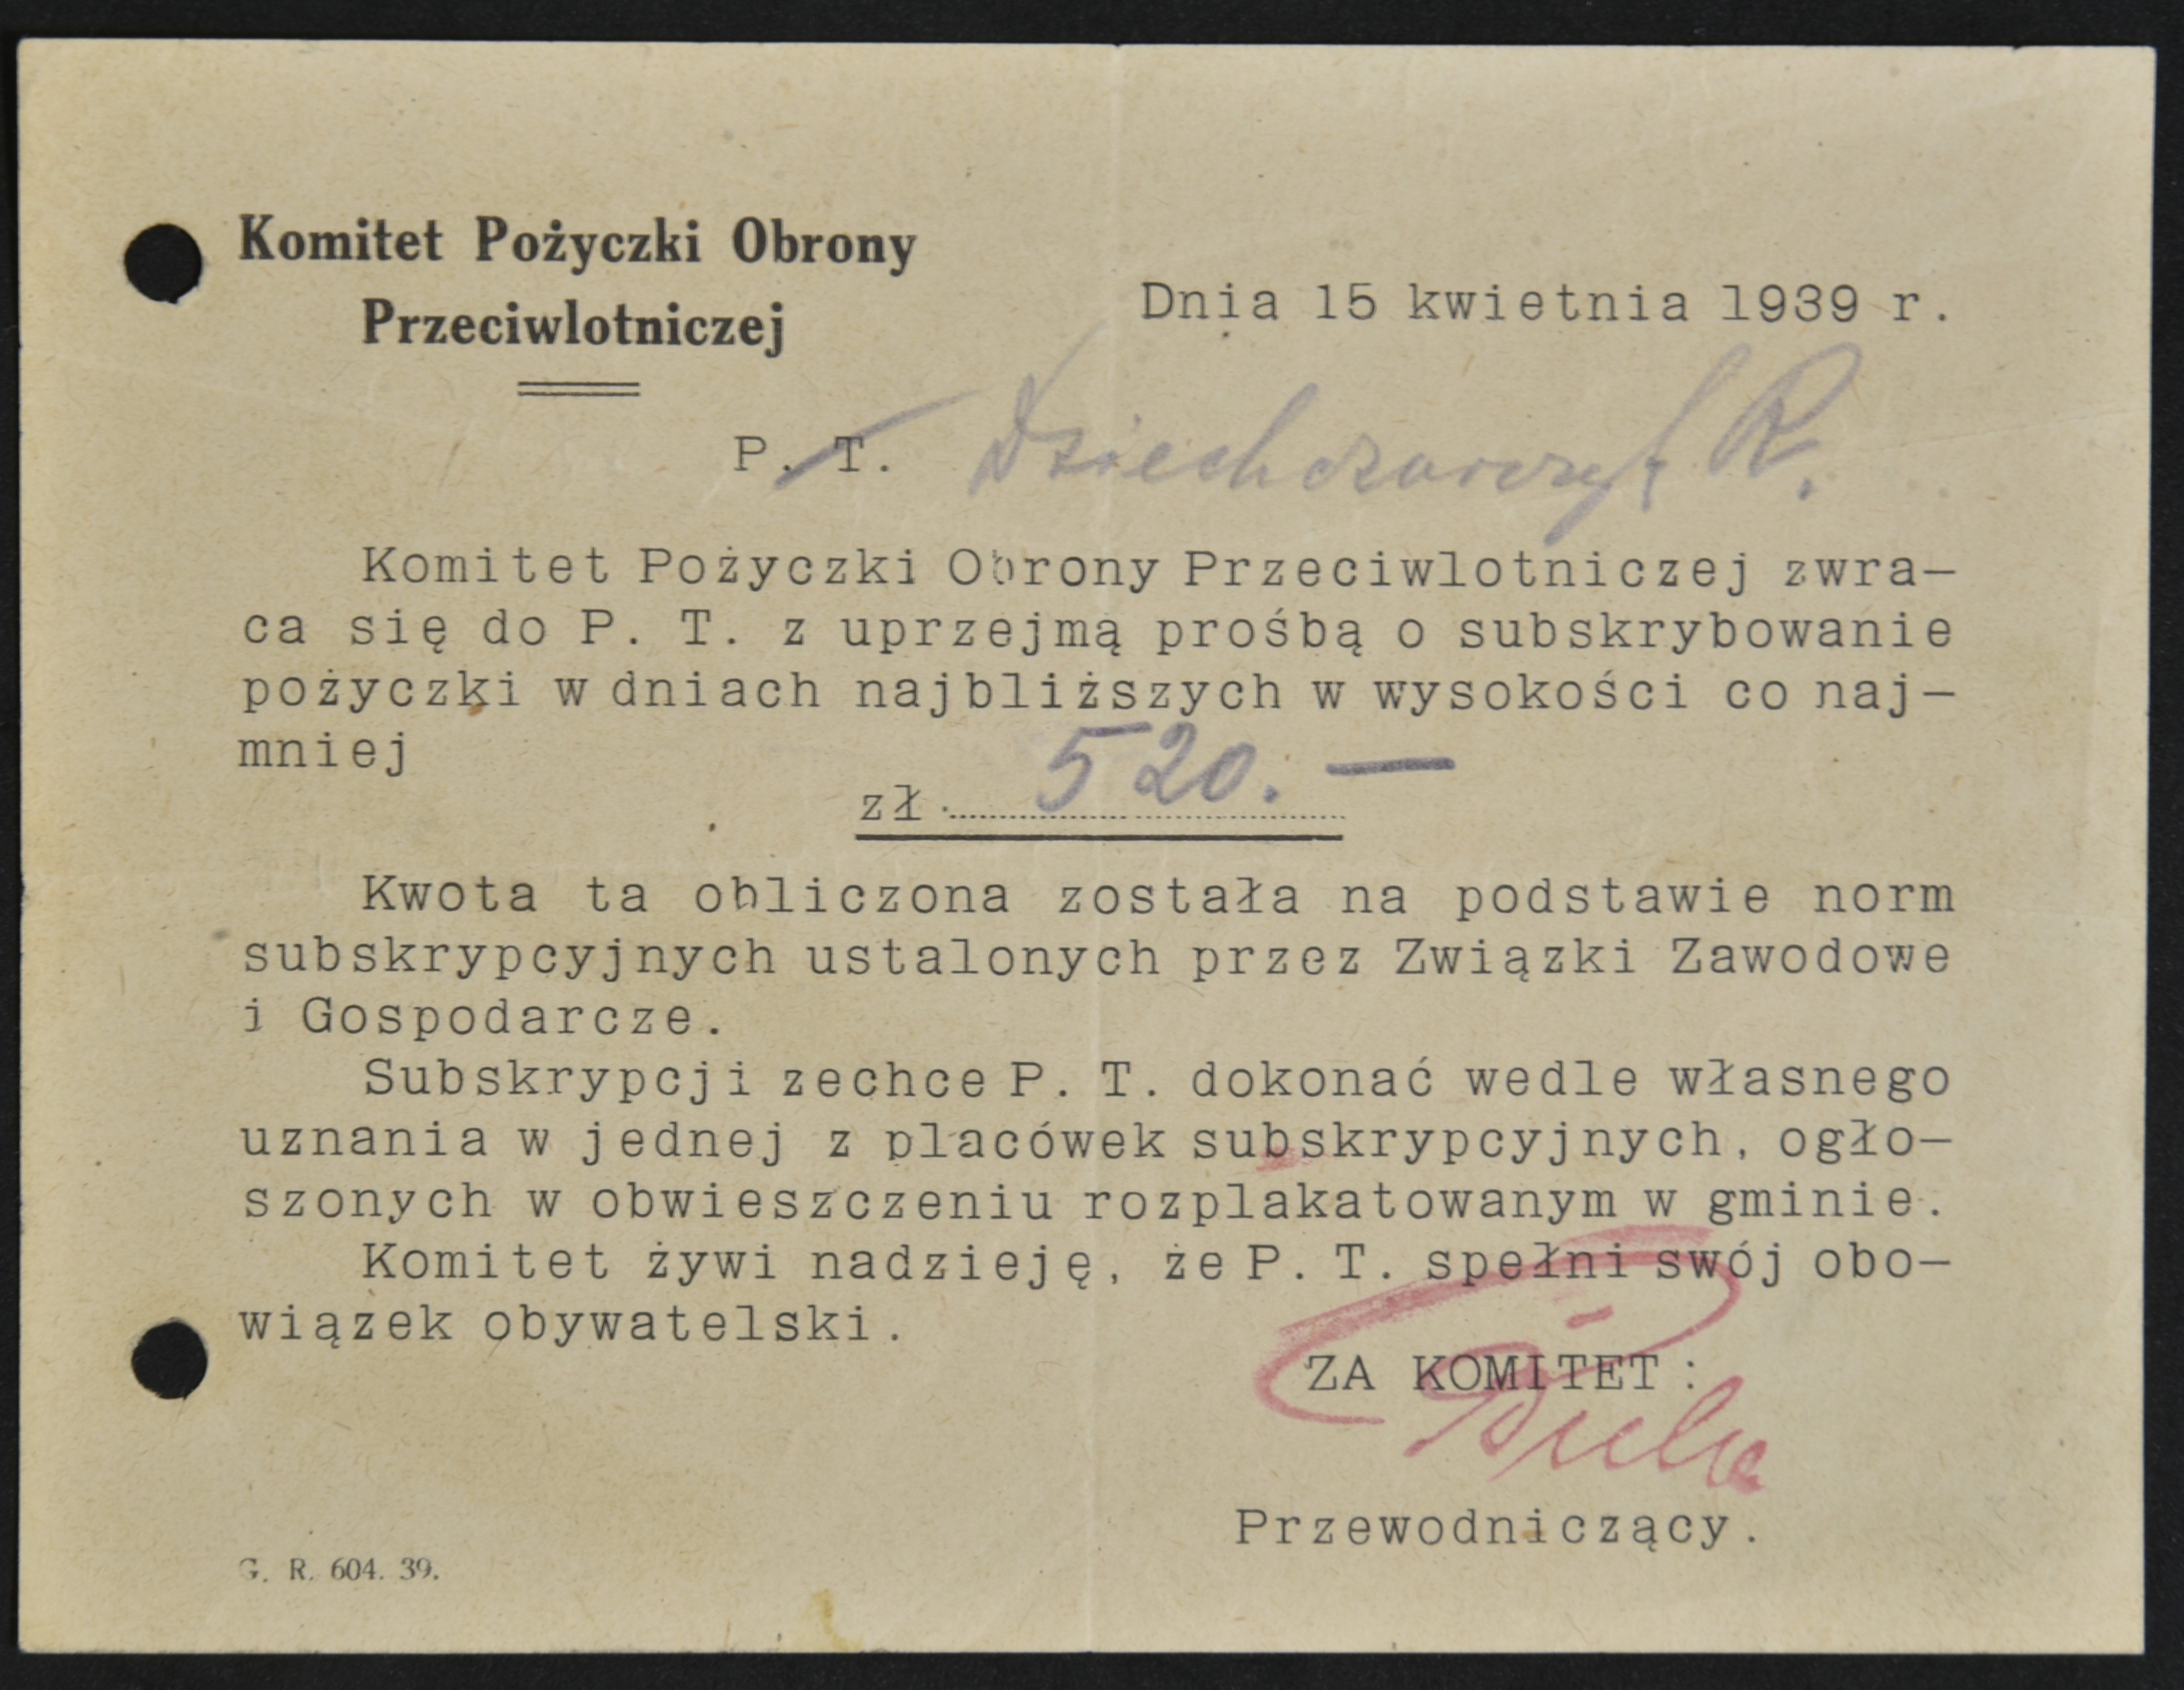 Komitet Pożyczki Obrony
Przeciwlotniczej
Dnia 15 kwietnia 1939 r.
P. T. R.
Komitet Pożyczki Obrony Przeciwlotniczej zwra-
ca się do P. T. z uprzejmą prośbą o subskrybowanie
pożyczki w dniach najbliższych w wysokości co naj-
mniej
zł. 520.—
Kwota ta obliczona została na podstawie norm
subskrypcyjnych ustalonych przez Związki Zawodowe
i Gospodarcze.
Subskrypcji zechce P. T. dokonać wedle własnego
uznania w jednej z placówek subskrypcyjnych, ogło-
szonych w obwieszczeniu rozplakatowanym w gminie.
Komitet żywi nadzieję, że P. T. spełni swój obo-
wiązek obywatelski.
ZA KOMITET:
Przewodniczący.
G. R. 604. 39.